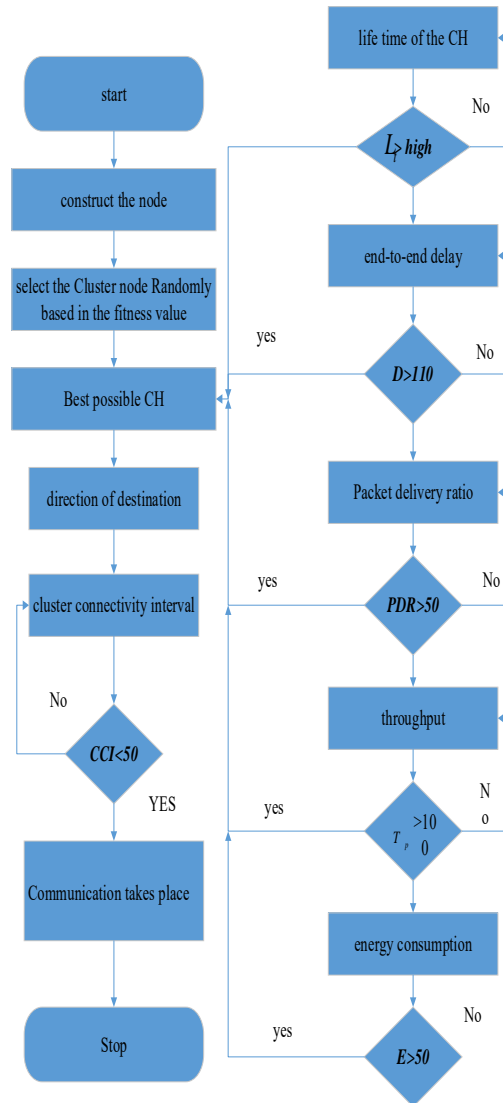 start
construct the node
select the Cluster node Randomly
based in the fitness value
Best possible CH
direction of destination
cluster connectivity interval
No
CCI<50
YES
Communication takes place
Stop
life time of the CH
No
L_i> high
end-to-end delay
yes
No
D>110
Packet delivery ratio
yes
No
PDR>50
throughput
yes
N
o
T_p >10
0
energy consumption
yes
No
E>50